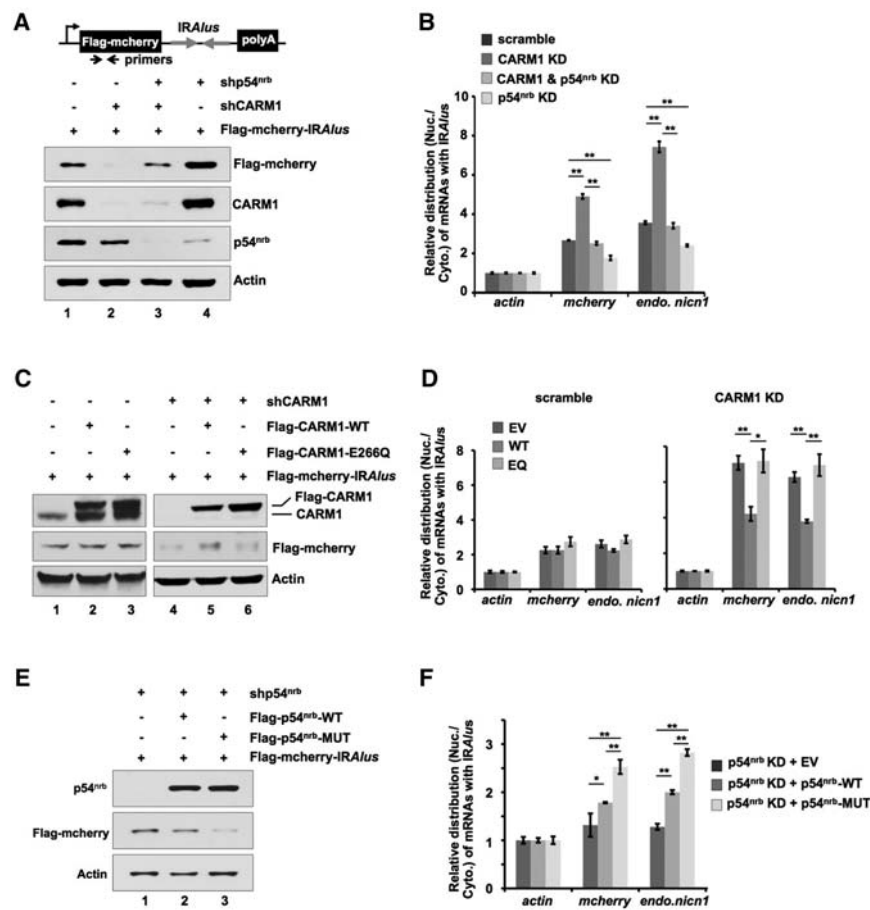 A
IRAlus
Flag-mcherry
polyA
primers
- - + + shp54nrb
- + + - shCARM1
+ + + + Flag-mcherry-IRAlus
Flag-mcherry
CARM1
p54nrb
Actin
1 2 3 4
B
scramble
CARM1 KD
CARM1 & p54nrb KD
p54nrb KD
Relative distribution (Nuc./
Cyto.) of mRNAs with IRAlus
10
8
6
4
2
0
** ** **
** ** **
actin mcherry endo. nicn1
C
- - - + + + shCARM1
- + - - + - Flag-CARM1-WT
- - + - - + Flag-CARM1-E266Q
+ + + + + + Flag-mcherry-IRAlus
Flag-CARM1
CARM1
Flag-mcherry
Actin
1 2 3 4 5 6
D
scramble
CARM1 KD
EV
WT
EQ
Relative distribution (Nuc./
Cyto.) of mRNAs with IRAlus
8
6
4
2
0
** * ** **
actin mcherry endo. nicn1
actin mcherry endo. nicn1
E
+ + + shp54nrb
- + - Flag-p54nrb-WT
- - + Flag-p54nrb-MUT
+ + + Flag-mcherry-IRAlus
p54nrb
Flag-mcherry
Actin
1 2 3
F
Relative distribution (Nuc./
Cyto.) of mRNAs with IRAlus
3
2
1
0
** ** *
** ** **
p54nrb KD + EV
p54nrb KD + p54nrb-WT
p54nrb KD + p54nrb-MUT
actin mcherry endo.nicn1